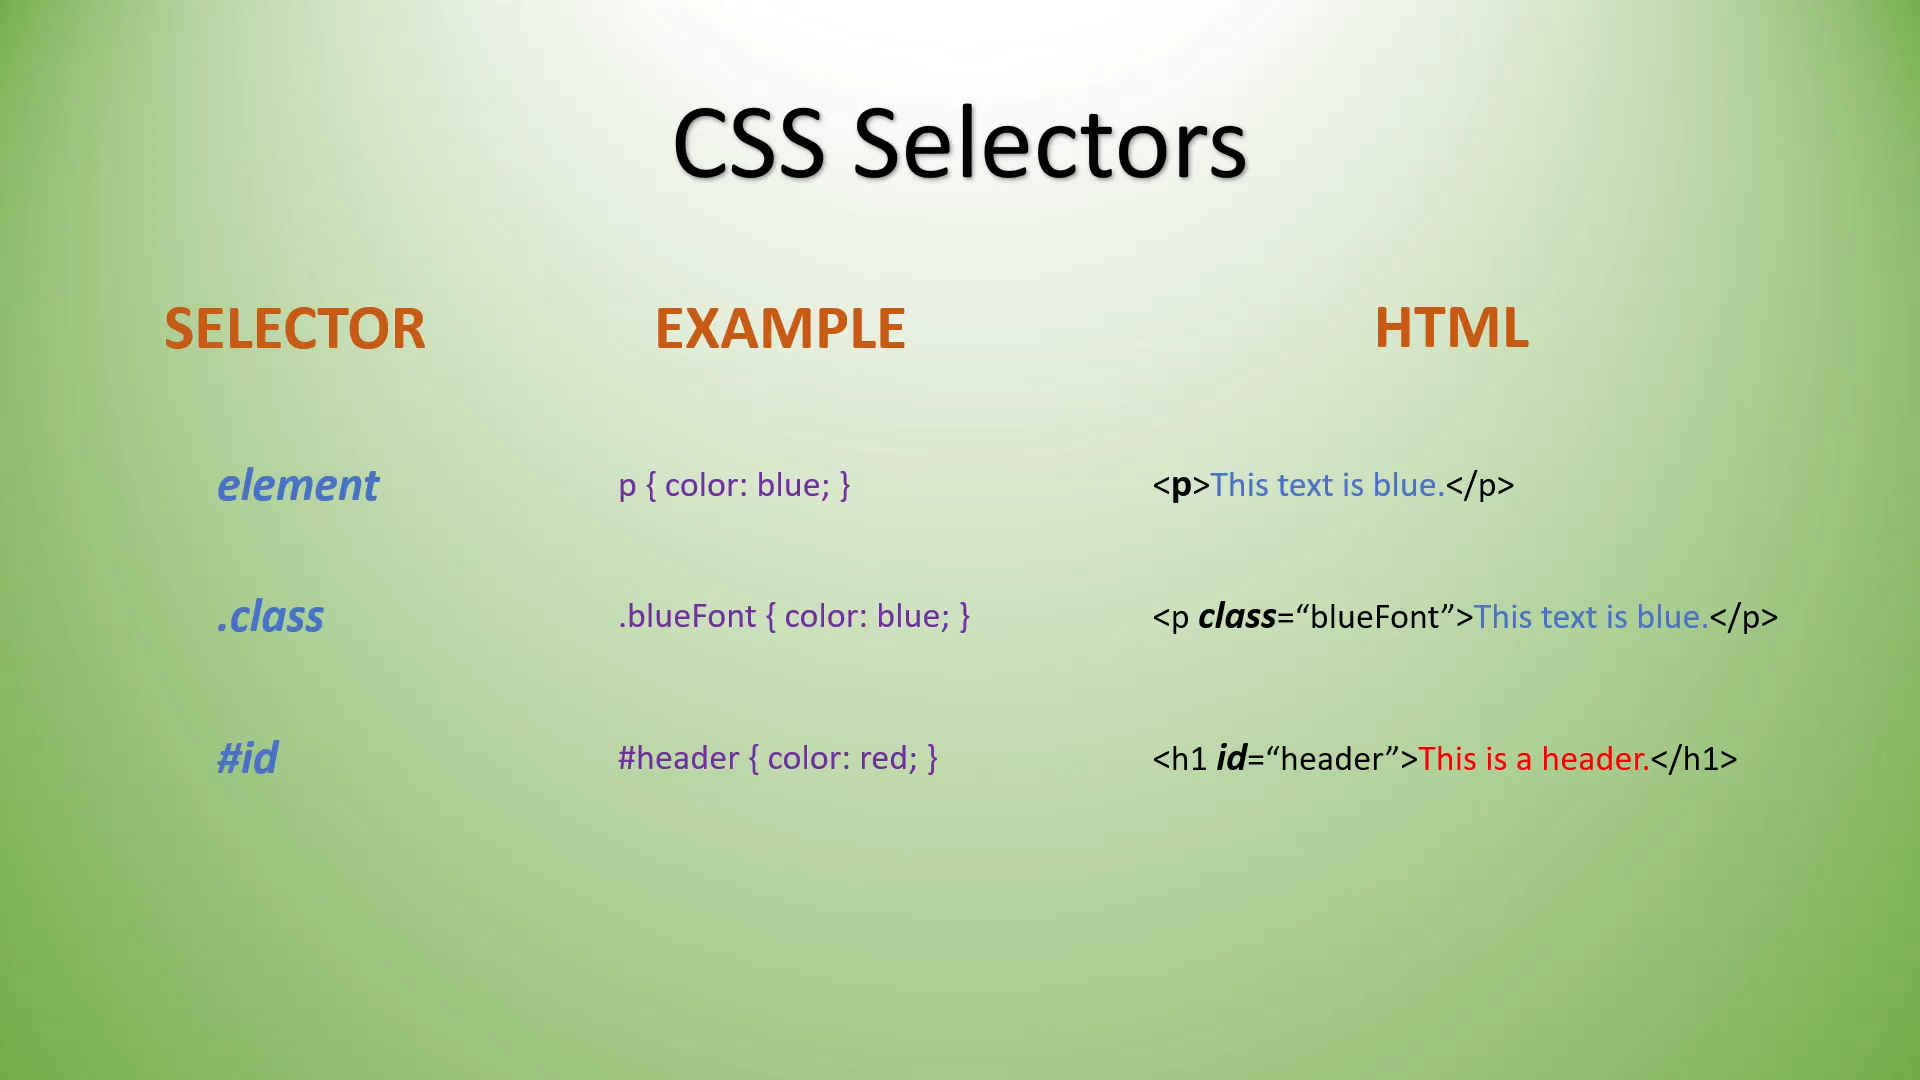 CSS Selectors
SELECTOR EXAMPLE HTML
element p { color: blue; } <p>This text is blue.</p>
.class .blueFont { color: blue; } <p class=“blueFont”>This text is blue.</p>
#id #header { color: red; } <h1 id=“header”>This is a header.</h1>